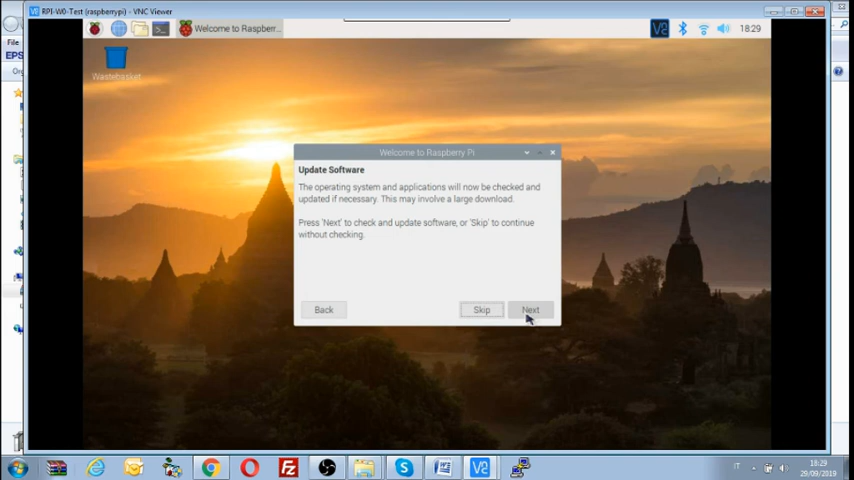 RPI-W0-Test (raspberrypi) - VNC Viewer
Welcome to Raspberr...
18:29
File
EPS
Org
Wastebasket
Welcome to Raspberry Pi
Update Software
The operating system and applications will now be checked and
updated if necessary. This may involve a large download.
Press 'Next' to check and update software, or 'Skip' to continue
without checking.
Back
Skip
Next
IT
18:29
29/09/2019